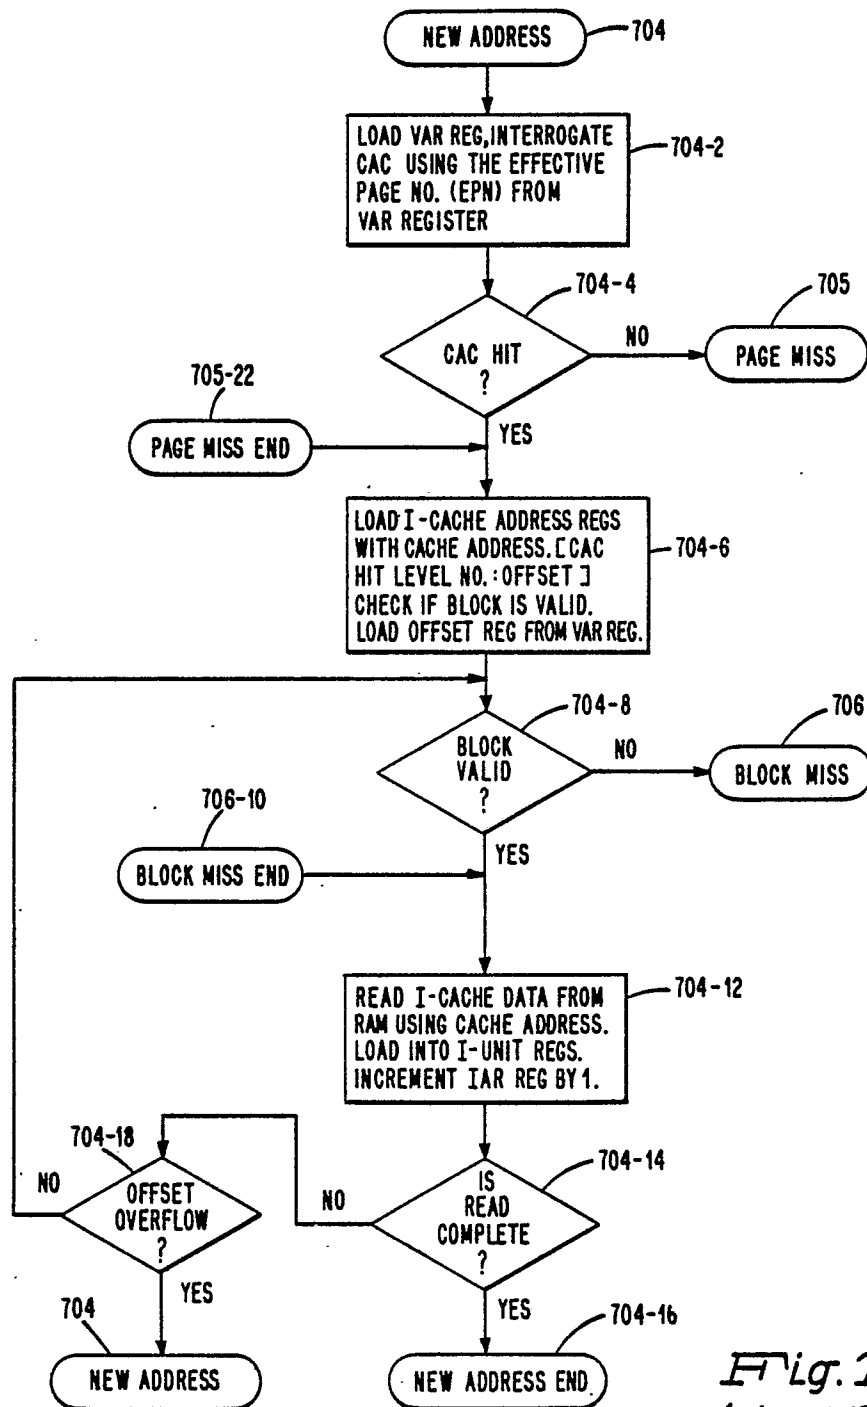 NEW ADDRESS
704
LOAD VAR REG,INTERROGATE
CAC USING THE EFFECTIVE
PAGE NO. (EPN) FROM
VAR REGISTER
704-2
704-4
CAC HIT
?
NO
705
PAGE MISS
YES
705-22
PAGE MISS END
LOAD I-CACHE ADDRESS REGS
WITH CACHE ADDRESS.[CAC
HIT LEVEL NO.:OFFSET]
CHECK IF BLOCK IS VALID.
LOAD OFFSET REG FROM VAR REG.
704-6
704-8
BLOCK
VALID
?
NO
706
BLOCK MISS
YES
706-10
BLOCK MISS END
READ I-CACHE DATA FROM
RAM USING CACHE ADDRESS.
LOAD INTO I-UNIT REGS.
INCREMENT IAR REG BY 1.
704-12
704-14
IS
READ
COMPLETE
?
NO
YES
704-18
OFFSET
OVERFLOW
?
NO
YES
704
NEW ADDRESS
704-16
NEW ADDRESS END
Fig.